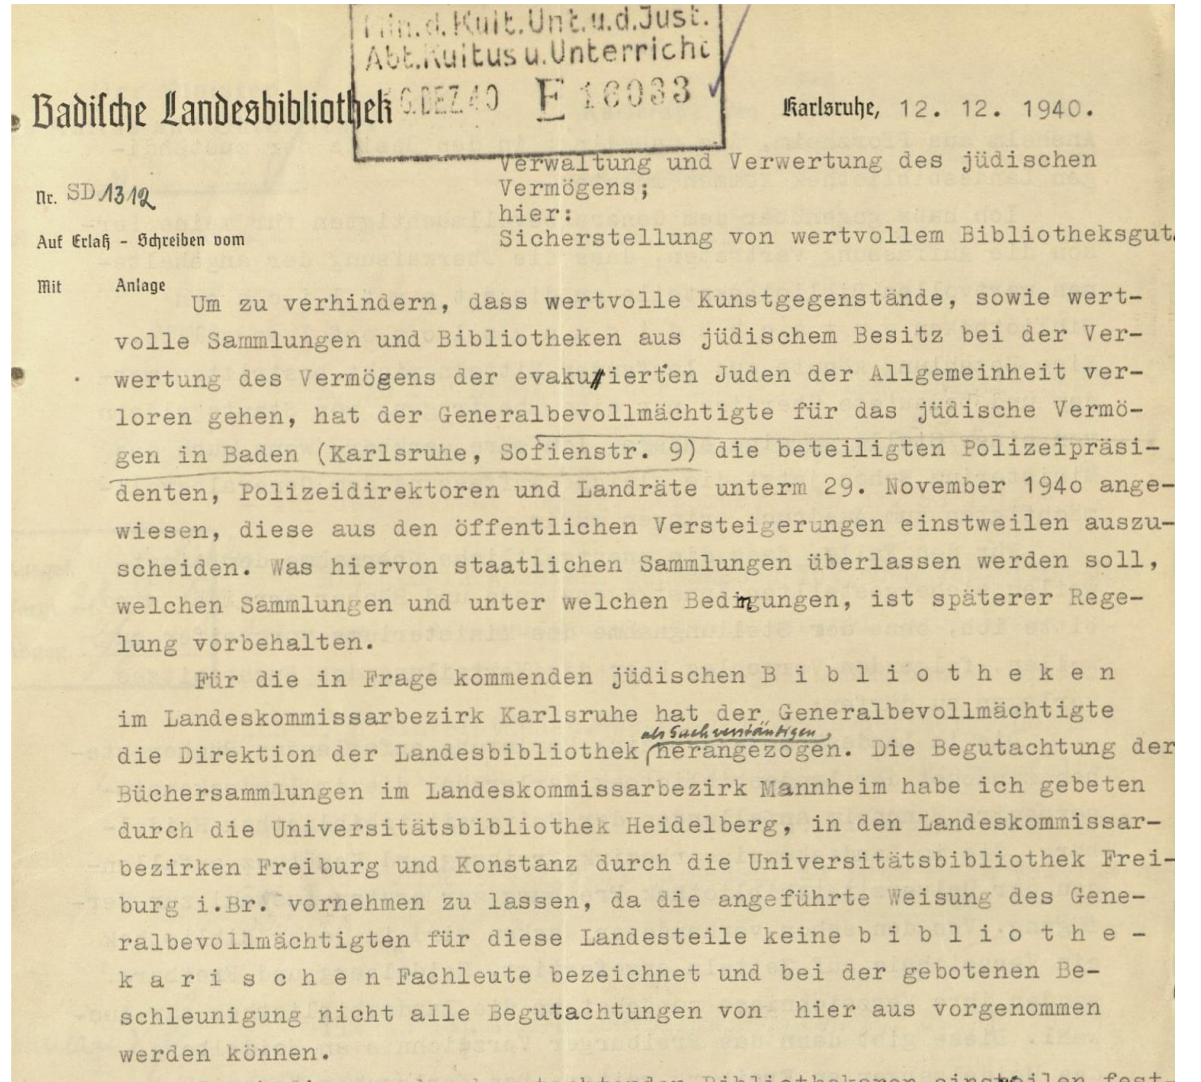 Min.d.Kult.Unt.u.d.Just.
Abt.Kultus u.Unterricht
DEZ 40 E 16033
Badische Landesbibliothek
Karlsruhe, 12. 12. 1940.
Verwaltung und Verwertung des jüdischen
Vermögens;
hier:
Sicherstellung von wertvollem Bibliotheksgut.
Nr. SD 1312
Auf Erlaß - Schreiben vom
Mit Anlage
Um zu verhindern, dass wertvolle Kunstgegenstände, sowie wert-
volle Sammlungen und Bibliotheken aus jüdischem Besitz bei der Ver-
wertung des Vermögens der evakuierten Juden der Allgemeinheit ver-
loren gehen, hat der Generalbevollmächtigte für das jüdische Vermö-
gen in Baden (Karlsruhe, Sofienstr. 9) die beteiligten Polizeipräsi-
denten, Polizeidirektoren und Landräte unterm 29. November 194o ange-
wiesen, diese aus den öffentlichen Versteigerungen einstweilen auszu-
scheiden. Was hiervon staatlichen Sammlungen überlassen werden soll,
welchen Sammlungen und unter welchen Bedingungen, ist späterer Rege-
lung vorbehalten.
Für die in Frage kommenden jüdischen B i b l i o t h e k e n
im Landeskommissarbezirk Karlsruhe hat der Generalbevollmächtigte
als Sachverständigen
die Direktion der Landesbibliothek herangezogen. Die Begutachtung der
Büchersammlungen im Landeskommissarbezirk Mannheim habe ich gebeten
durch die Universitätsbibliothek Heidelberg, in den Landeskommissar-
bezirken Freiburg und Konstanz durch die Universitätsbibliothek Frei-
burg i.Br. vornehmen zu lassen, da die angeführte Weisung des Gene-
ralbevollmächtigten für diese Landesteile keine b i b l i o t h e -
k a r i s c h e n Fachleute bezeichnet und bei der gebotenen Be-
schleunigung nicht alle Begutachtungen von hier aus vorgenommen
werden können.